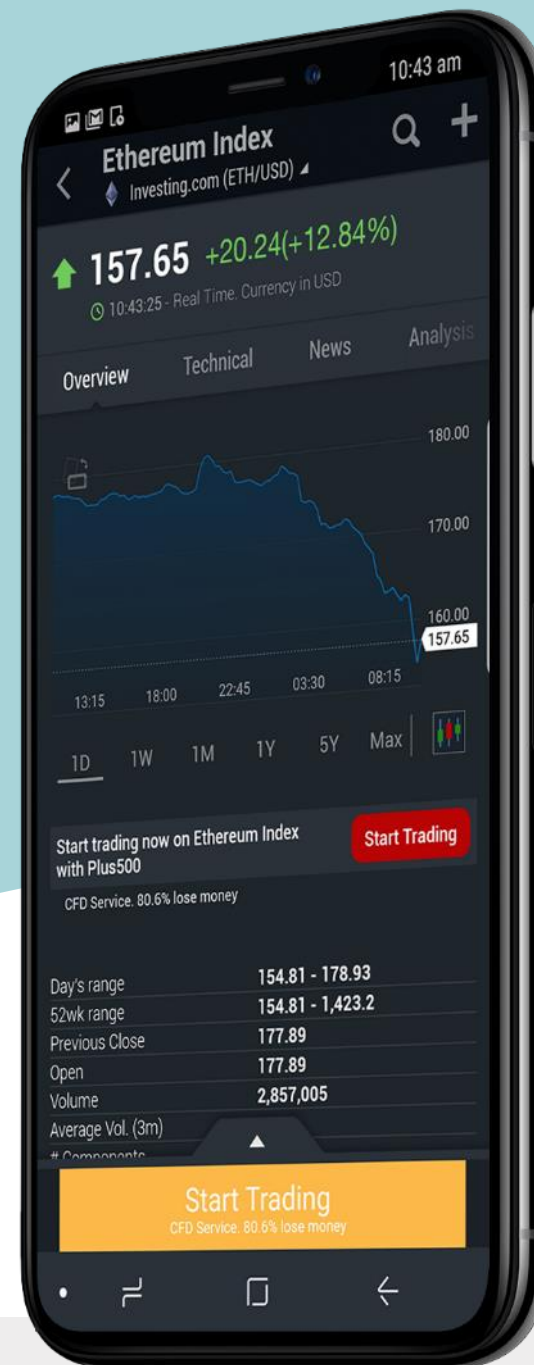 10:43 am
Ethereum Index
Investing.com (ETH/USD)
157.65 +20.24(+12.84%)
10:43:25 - Real Time. Currency in USD
Overview Technical News Analysis
180.00
170.00
160.00
157.65
13:15 18:00 22:45 03:30 08:15
1D 1W 1M 1Y 5Y Max
Start trading now on Ethereum Index
with Plus500
Start Trading
CFD Service. 80.6% lose money
Day's range 154.81 - 178.93
52wk range 154.81 - 1,423.2
Previous Close 177.89
Open 177.89
Volume 2,857,005
Average Vol. (3m)
# Components
Start Trading
CFD Service. 80.6% lose money